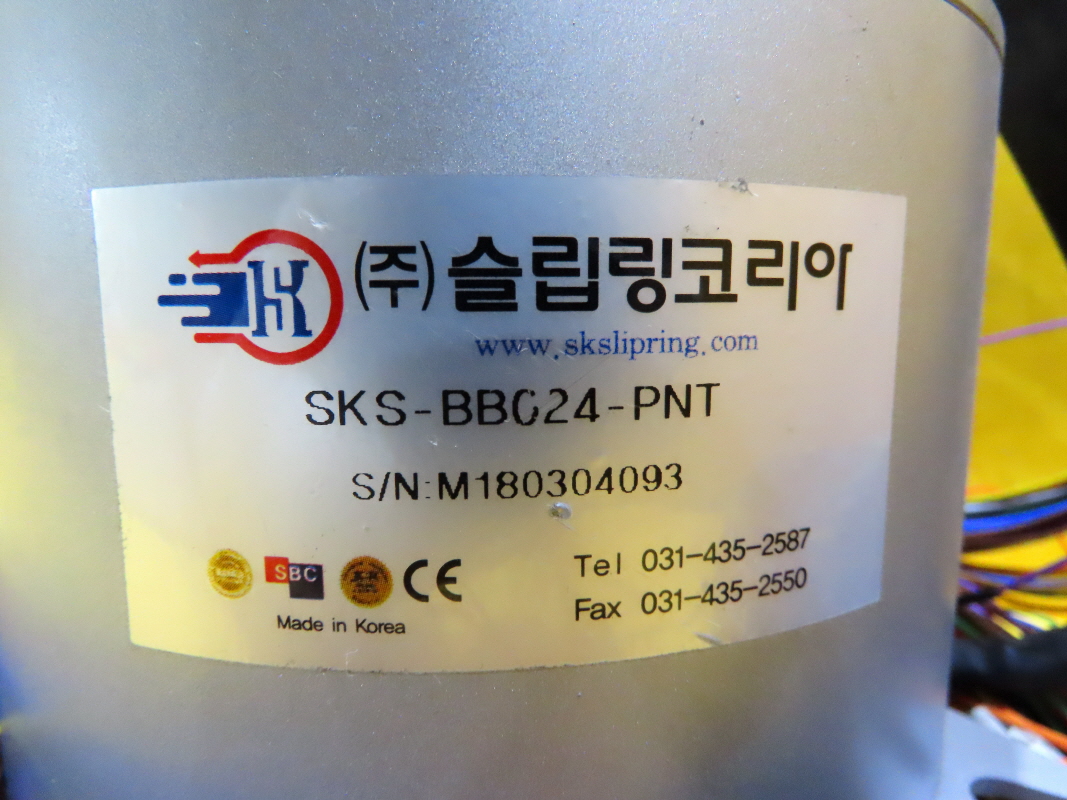 (주)슬립링코리아
www.skslipring.com
SKS-BB024-PNT
S/N:M180304093
SBC CE
Made in Korea
Tel 031-435-2587
Fax 031-435-2550